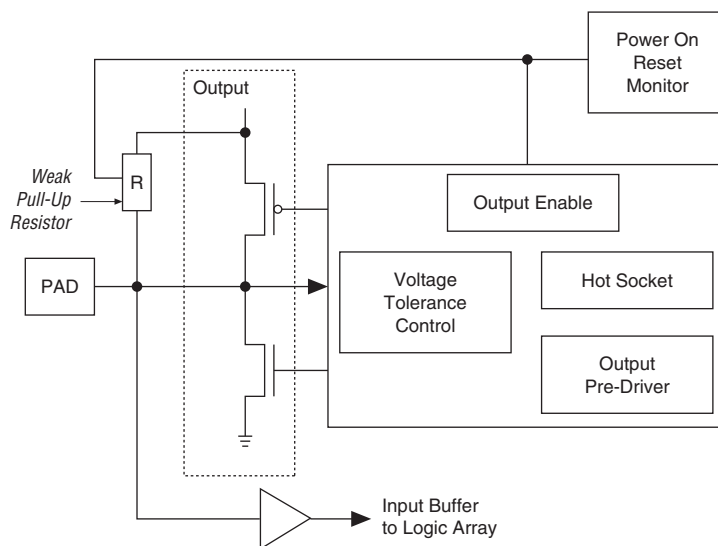 Power On
Reset
Monitor
Output
R
Weak
Pull-Up
Resistor
Output Enable
PAD
Voltage
Tolerance
Control
Hot Socket
Output
Pre-Driver
Input Buffer
to Logic Array